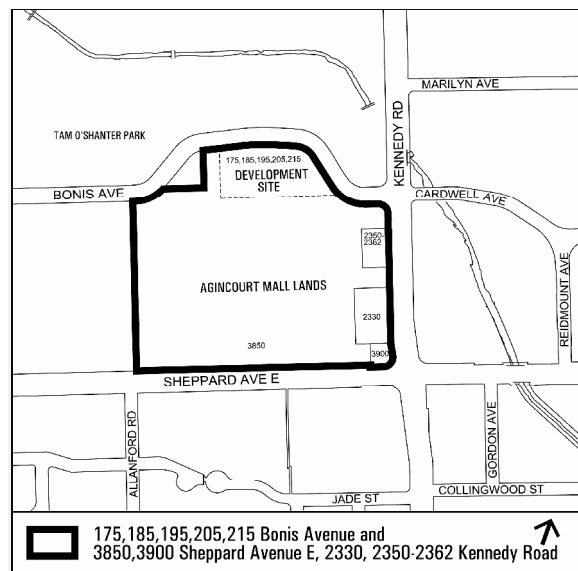 MARILYN AVE
KENNEDY RD
TAM O'SHANTER PARK
175,185,195,205,215
DEVELOPMENT
SITE
BONIS AVE
CARDWELL AVE
2350-
2362
REIDMOUNT AVE
AGINCOURT MALL LANDS
2330
3850
3900
SHEPPARD AVE E
ALLANFORD RD
GORDON AVE
JADE ST
COLLINGWOOD ST
175,185,195,205,215 Bonis Avenue and
3850,3900 Sheppard Avenue E, 2330, 2350-2362 Kennedy Road